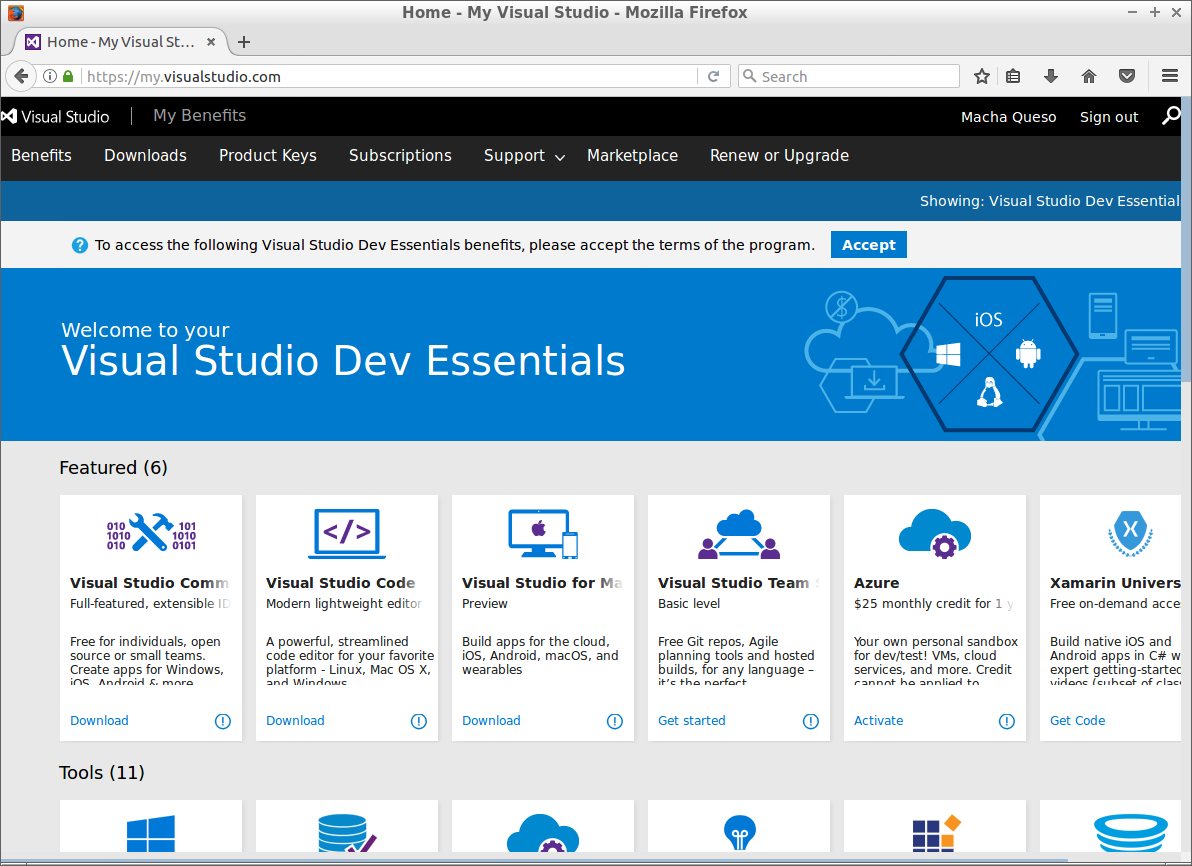 Home - My Visual Studio - Mozilla Firefox
Home - My Visual St...
https://my.visualstudio.com
Search
Visual Studio
My Benefits
Macha Queso
Sign out
Benefits
Downloads
Product Keys
Subscriptions
Support
Marketplace
Renew or Upgrade
Showing: Visual Studio Dev Essential
? To access the following Visual Studio Dev Essentials benefits, please accept the terms of the program.
Accept
Welcome to your
Visual Studio Dev Essentials
$
iOS
Featured (6)
010 101
1010 1010
010 0101
Visual Studio Comm
Full-featured, extensible ID
Free for individuals, open
source or small teams.
Create apps for Windows,
iOS, Android & more
Download
</>
Visual Studio Code
Modern lightweight editor
A powerful, streamlined
code editor for your favorite
platform - Linux, Mac OS X,
and Windows
Download
Visual Studio for Ma
Preview
Build apps for the cloud,
iOS, Android, macOS, and
wearables
Download
Visual Studio Team S
Basic level
Free Git repos, Agile
planning tools and hosted
builds, for any language –
it's the perfect
Get started
Azure
$25 monthly credit for 1 y
Your own personal sandbox
for dev/test! VMs, cloud
services, and more. Credit
cannot be applied to
Activate
X
Xamarin Univers
Free on-demand acce
Build native iOS and
Android apps in C# w
expert getting-started
videos (subset of clas
Get Code
Tools (11)